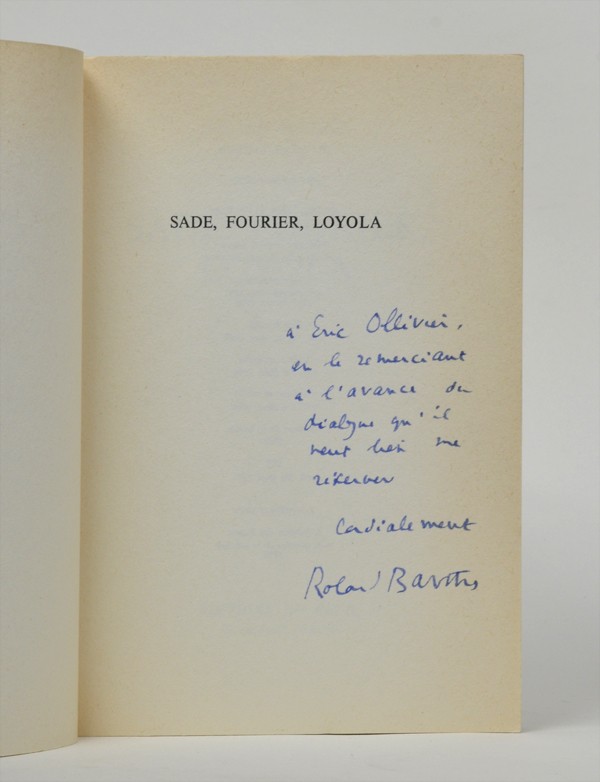 SADE, FOURIER, LOYOLA
à Eric Ollivier,
en le remerciant
à l'avance du
dialogue qu'il
veut bien me
réserver
Cordialement
Roland Barthes